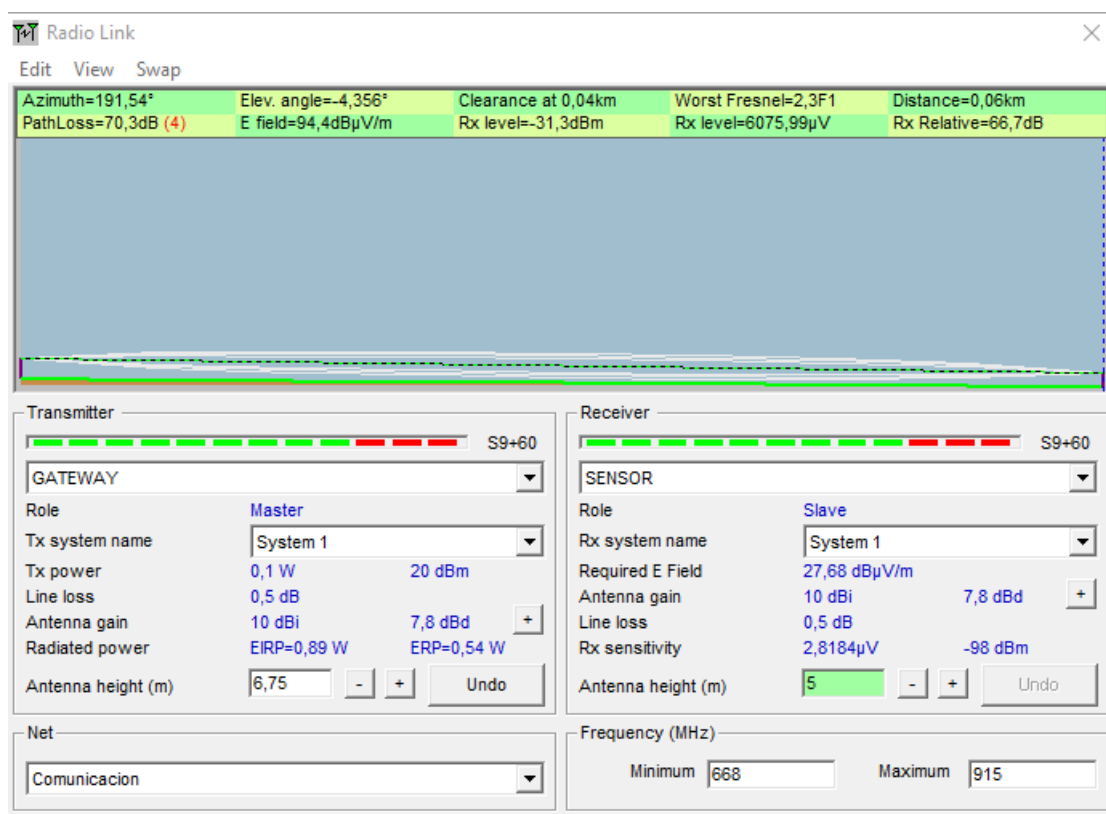 Radio Link
Edit View Swap
Azimuth=191,54° Elev. angle=-4,356° Clearance at 0,04km Worst Fresnel=2,3F1 Distance=0,06km
PathLoss=70,3dB (4) E field=94,4dBµV/m Rx level=-31,3dBm Rx level=6075,99µV Rx Relative=66,7dB
Transmitter
S9+60
GATEWAY
Role Master
Tx system name System 1
Tx power 0,1 W 20 dBm
Line loss 0,5 dB
Antenna gain 10 dBi 7,8 dBd +
Radiated power EIRP=0,89 W ERP=0,54 W
Antenna height (m) 6,75 - + Undo
Receiver
S9+60
SENSOR
Role Slave
Rx system name System 1
Required E Field 27,68 dBµV/m
Antenna gain 10 dBi 7,8 dBd +
Line loss 0,5 dB
Rx sensitivity 2,8184µV -98 dBm
Antenna height (m) 5 - + Undo
Net
Comunicacion
Frequency (MHz)
Minimum 668 Maximum 915